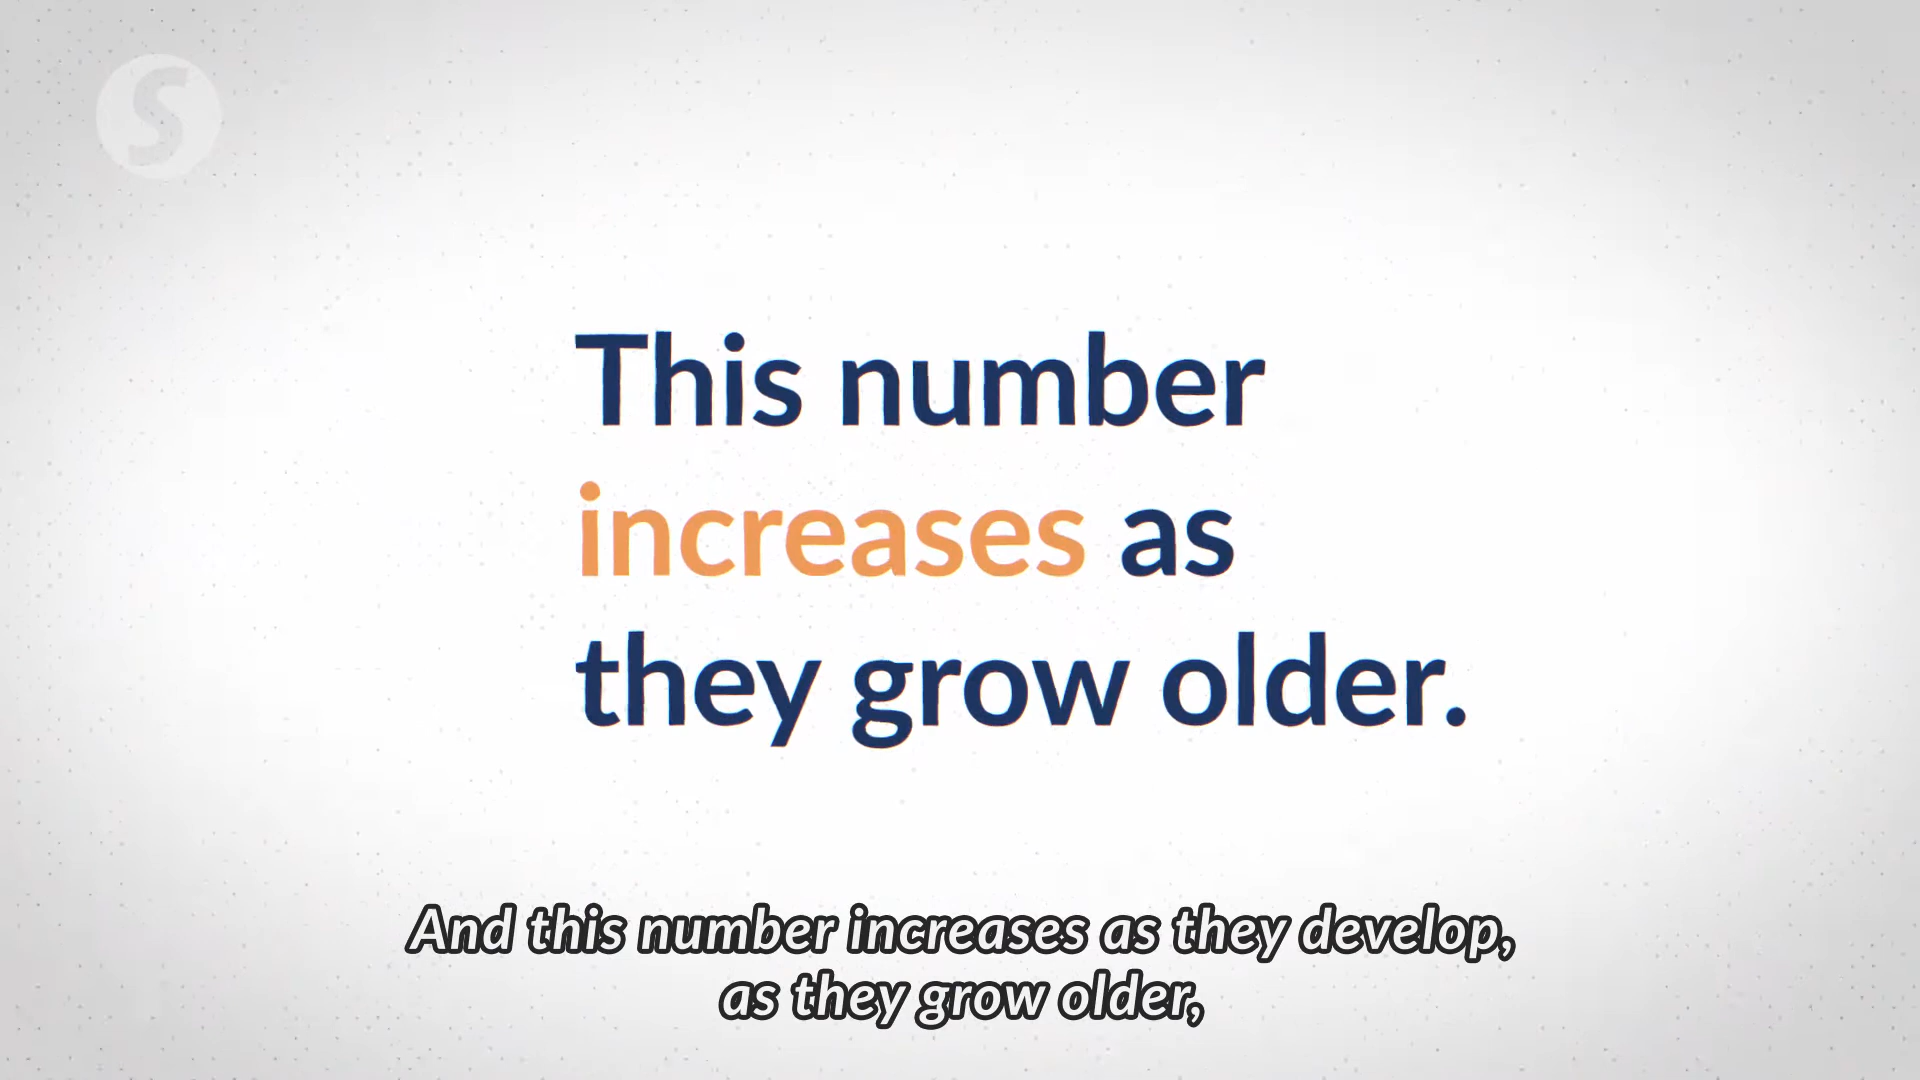 S
This number
increases as
they grow older.
And this number increases as they develop,
as they grow older,